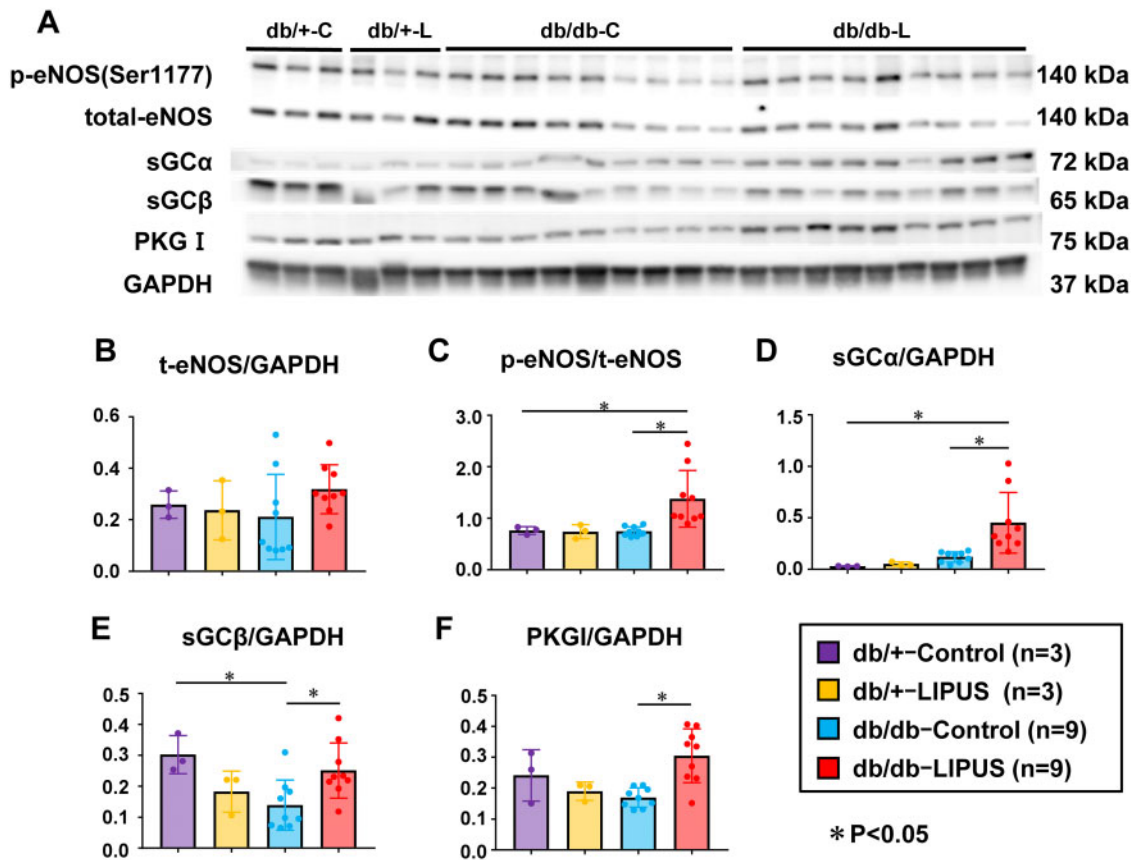 A
db/+-C db/+-L db/db-C db/db-L
p-eNOS(Ser1177) 140 kDa
total-eNOS 140 kDa
sGCα 72 kDa
sGCβ 65 kDa
PKG I 75 kDa
GAPDH 37 kDa
B t-eNOS/GAPDH
0.6
0.4
0.2
0.0
C p-eNOS/t-eNOS
3.0
2.0
1.0
0.0
*
*
D sGCα/GAPDH
1.5
1.0
0.5
0.0
*
*
E sGCβ/GAPDH
0.5
0.4
0.3
0.2
0.1
0.0
*
*
F PKGI/GAPDH
0.5
0.4
0.3
0.2
0.1
0.0
*
db/+-Control (n=3)
db/+-LIPUS (n=3)
db/db-Control (n=9)
db/db-LIPUS (n=9)
* P<0.05